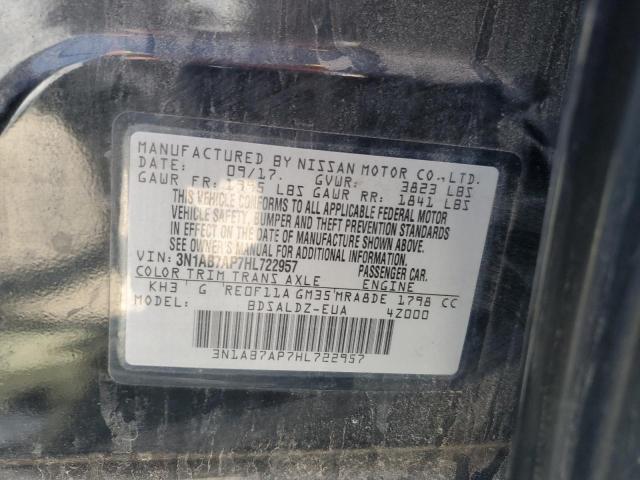 MANUFACTURED BY NISSAN MOTOR CO.,LTD.
DATE: 09/17. GVWR: 3823 LBS
GAWR FR: LBS GAWR RR: 1841 LBS
THIS VEHICLE CONFORMS TO ALL APPLICABLE FEDERAL MOTOR
VEHICLE SAFETY, BUMPER AND THEFT PREVENTION STANDARDS
IN EFFECT ON THE DATE OF MANUFACTURE SHOWN ABOVE.
SEE OWNER'S MANUAL FOR ADDITIONAL INFORMATION.
VIN: 3N1AB7AP7HL722957 PASSENGER CAR.
COLOR TRIM TRANS AXLE ENGINE
KH3 G RE0F11A GM35 MRA8DE 1798 CC
MODEL: BDSALDZ-EUA 4Z000
3N1AB7AP7HL722957